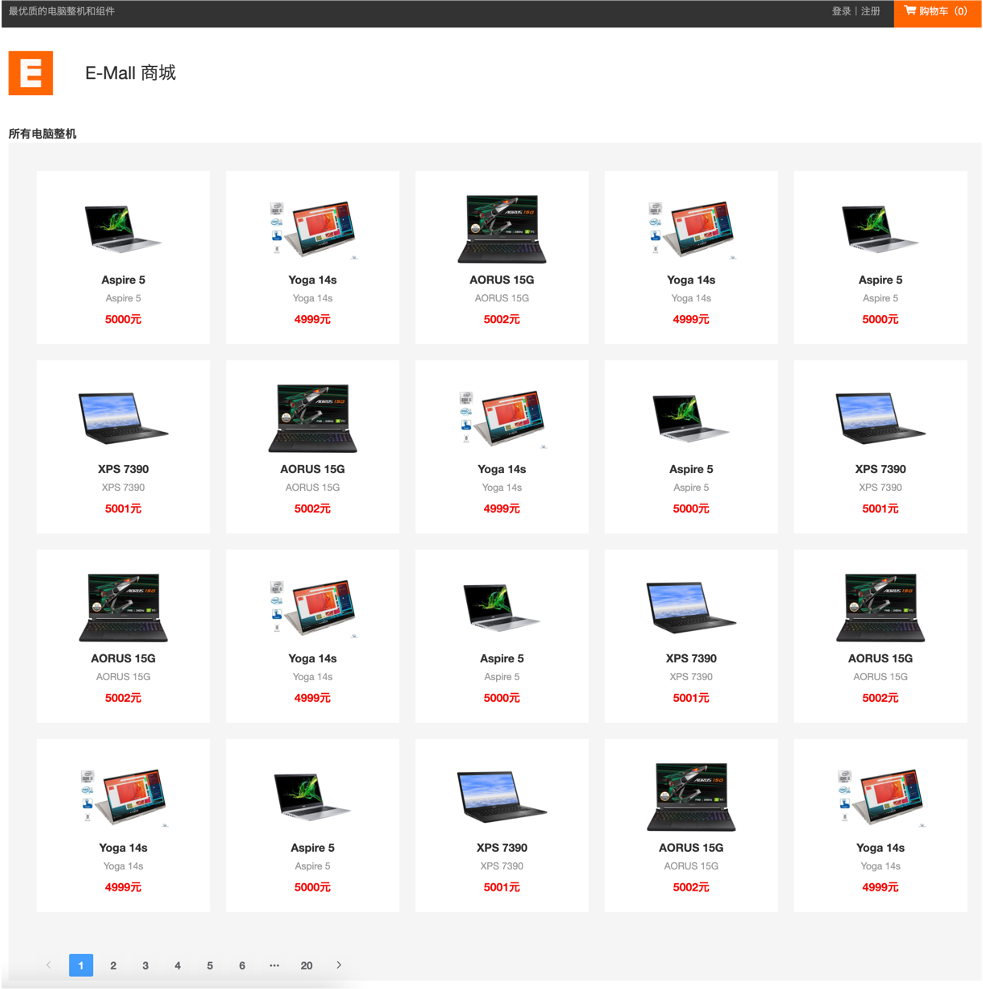 最优质的电脑整机和组件
登录 | 注册
购物车（0）
E
E-Mall 商城
所有电脑整机
Aspire 5
Aspire 5
5000元
Yoga 14s
Yoga 14s
4999元
AORUS 15G
AORUS 15G
5002元
Yoga 14s
Yoga 14s
4999元
Aspire 5
Aspire 5
5000元
XPS 7390
XPS 7390
5001元
AORUS 15G
AORUS 15G
5002元
Yoga 14s
Yoga 14s
4999元
Aspire 5
Aspire 5
5000元
XPS 7390
XPS 7390
5001元
AORUS 15G
AORUS 15G
5002元
Yoga 14s
Yoga 14s
4999元
Aspire 5
Aspire 5
5000元
XPS 7390
XPS 7390
5001元
AORUS 15G
AORUS 15G
5002元
Yoga 14s
Yoga 14s
4999元
Aspire 5
Aspire 5
5000元
XPS 7390
XPS 7390
5001元
AORUS 15G
AORUS 15G
5002元
Yoga 14s
Yoga 14s
4999元
1 2 3 4 5 6 ··· 20